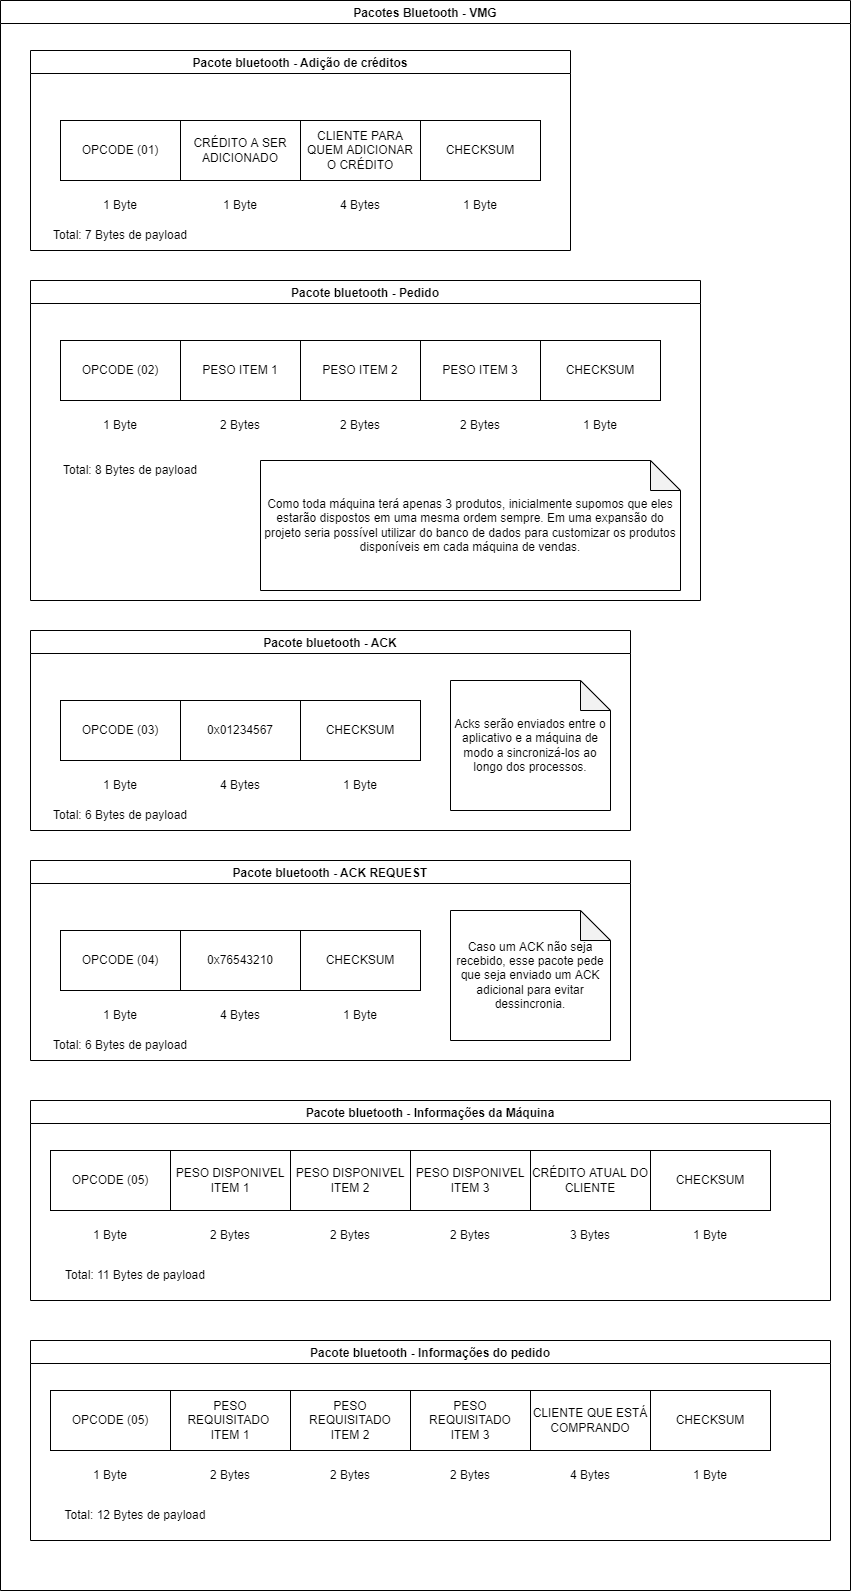 Pacotes Bluetooth - VMG
Pacote bluetooth - Adição de créditos
OPCODE (01)
CRÉDITO A SER
ADICIONADO
CLIENTE PARA
QUEM ADICIONAR
O CRÉDITO
CHECKSUM
1 Byte
1 Byte
4 Bytes
1 Byte
Total: 7 Bytes de payload
Pacote bluetooth - Pedido
OPCODE (02)
PESO ITEM 1
PESO ITEM 2
PESO ITEM 3
CHECKSUM
1 Byte
2 Bytes
2 Bytes
2 Bytes
1 Byte
Total: 8 Bytes de payload
Como toda máquina terá apenas 3 produtos, inicialmente supomos que eles
estarão dispostos em uma mesma ordem sempre. Em uma expansão do
projeto seria possível utilizar do banco de dados para customizar os produtos
disponíveis em cada máquina de vendas.
Pacote bluetooth - ACK
OPCODE (03)
0x01234567
CHECKSUM
1 Byte
4 Bytes
1 Byte
Total: 6 Bytes de payload
Acks serão enviados entre o
aplicativo e a máquina de
modo a sincronizá-los ao
longo dos processos.
Pacote bluetooth - ACK REQUEST
OPCODE (04)
0x76543210
CHECKSUM
1 Byte
4 Bytes
1 Byte
Total: 6 Bytes de payload
Caso um ACK não seja
recebido, esse pacote pede
que seja enviado um ACK
adicional para evitar
dessincronia.
Pacote bluetooth - Informações da Máquina
OPCODE (05)
PESO DISPONIVEL
ITEM 1
PESO DISPONIVEL
ITEM 2
PESO DISPONIVEL
ITEM 3
CRÉDITO ATUAL DO
CLIENTE
CHECKSUM
1 Byte
2 Bytes
2 Bytes
2 Bytes
3 Bytes
1 Byte
Total: 11 Bytes de payload
Pacote bluetooth - Informações do pedido
OPCODE (05)
PESO
REQUISITADO
ITEM 1
PESO
REQUISITADO
ITEM 2
PESO
REQUISITADO
ITEM 3
CLIENTE QUE ESTÁ
COMPRANDO
CHECKSUM
1 Byte
2 Bytes
2 Bytes
2 Bytes
4 Bytes
1 Byte
Total: 12 Bytes de payload